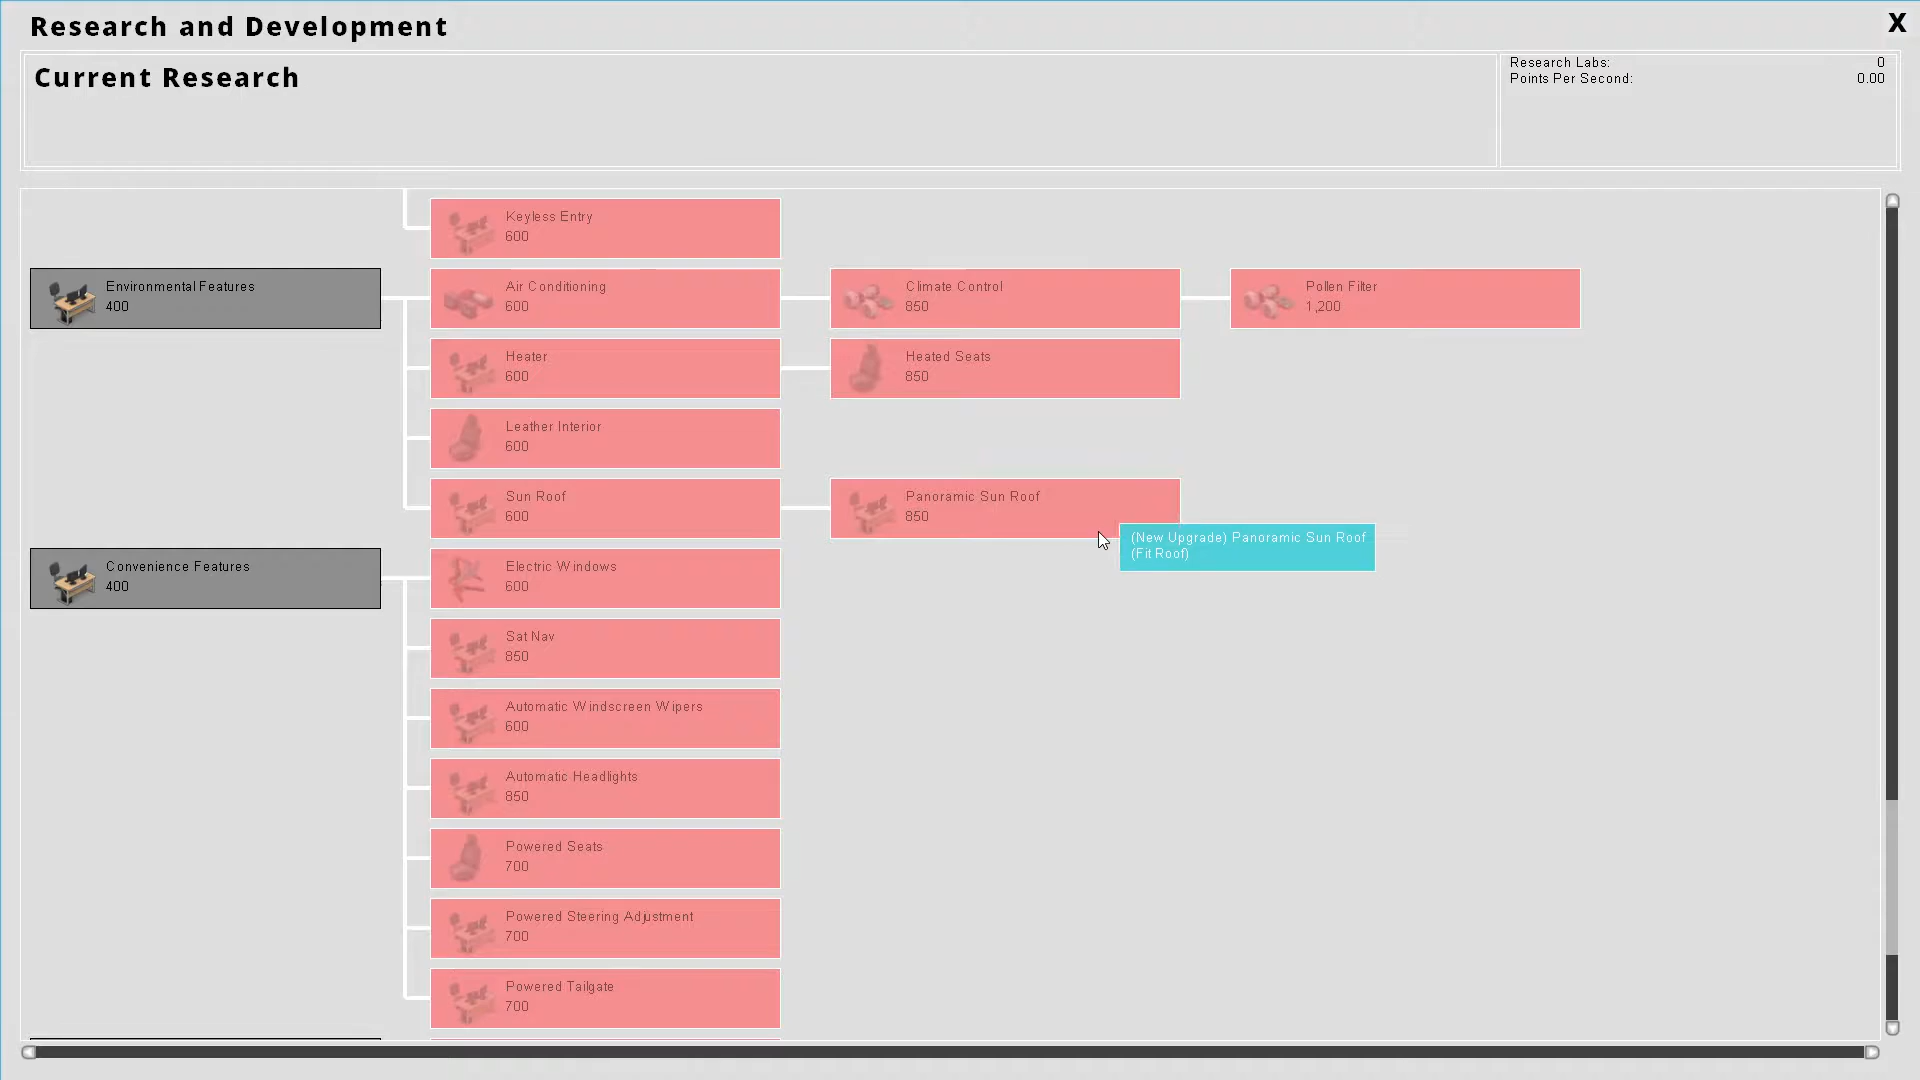 Research and Development
X
Current Research
Research Labs: 0
Points Per Second: 0.00
Keyless Entry
600
Environmental Features
400
Air Conditioning
600
Climate Control
850
Pollen Filter
1,200
Heater
600
Heated Seats
850
Leather Interior
600
Sun Roof
600
Panoramic Sun Roof
850
(New Upgrade) Panoramic Sun Roof
(Fit Roof)
Convenience Features
400
Electric Windows
600
Sat Nav
850
Automatic Windscreen Wipers
600
Automatic Headlights
850
Powered Seats
700
Powered Steering Adjustment
700
Powered Tailgate
700